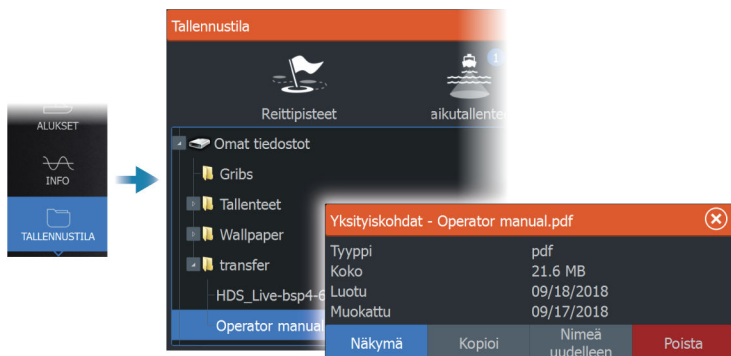 ALUKSET
INFO
TALLENNUSTILA
Tallennustila
1
Reittipisteet
Omat tiedostot
Gribs
Tallenteet
Wallpaper
transfer
Operator manual
Yksityiskohdat - Operator manual.pdf
Tyyppi pdf
Koko 21.6 MB
Luotu 09/18/2018
Muokattu 09/17/2018
Näkymä Kopioi Nimeä uudelleen Poista